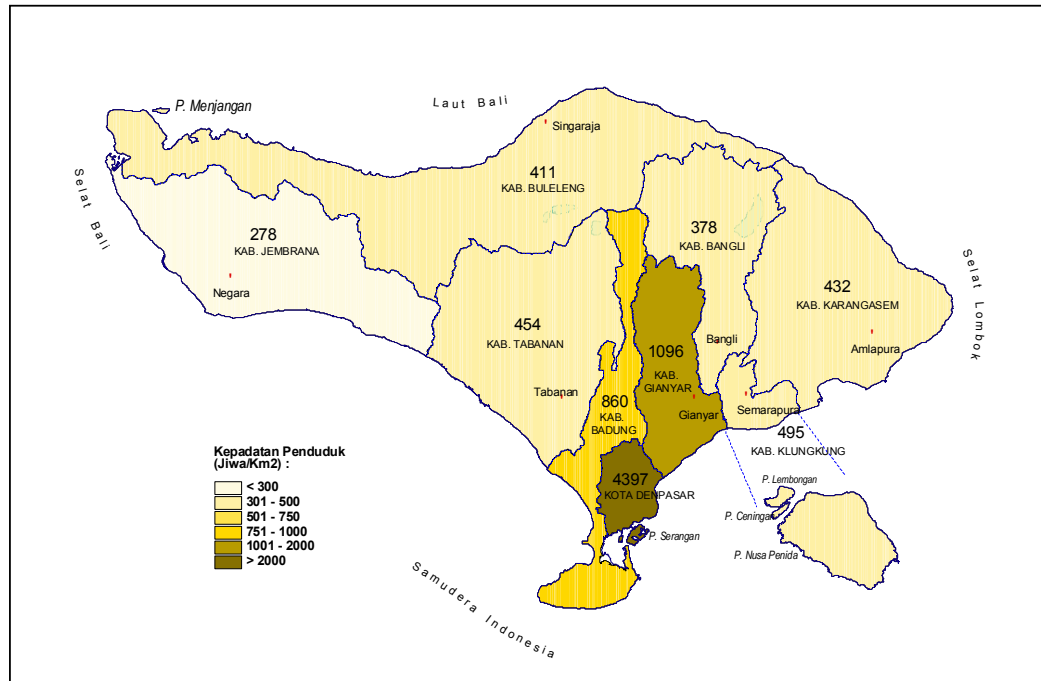 Laut Bali
P. Menjangan
Singaraja
Selat Bali
411
KAB. BULELENG
378
KAB. BANGLI
278
KAB. JEMBRANA
Negara
Selat Lombok
432
KAB. KARANGASEM
Amlapura
454
KAB. TABANAN
Tabanan
Bangli
1096
KAB.
GIANYAR
Gianyar
860
KAB.
BADUNG
Semarapura
495
KAB. KLUNGKUNG
4397
KOTA DENPASAR
P. Serangan
P. Lembongan
P. Ceningan
P. Nusa Penida
Kepadatan Penduduk
(Jiwa/Km2) :
< 300
301 - 500
501 - 750
751 - 1000
1001 - 2000
> 2000
Samudera Indonesia